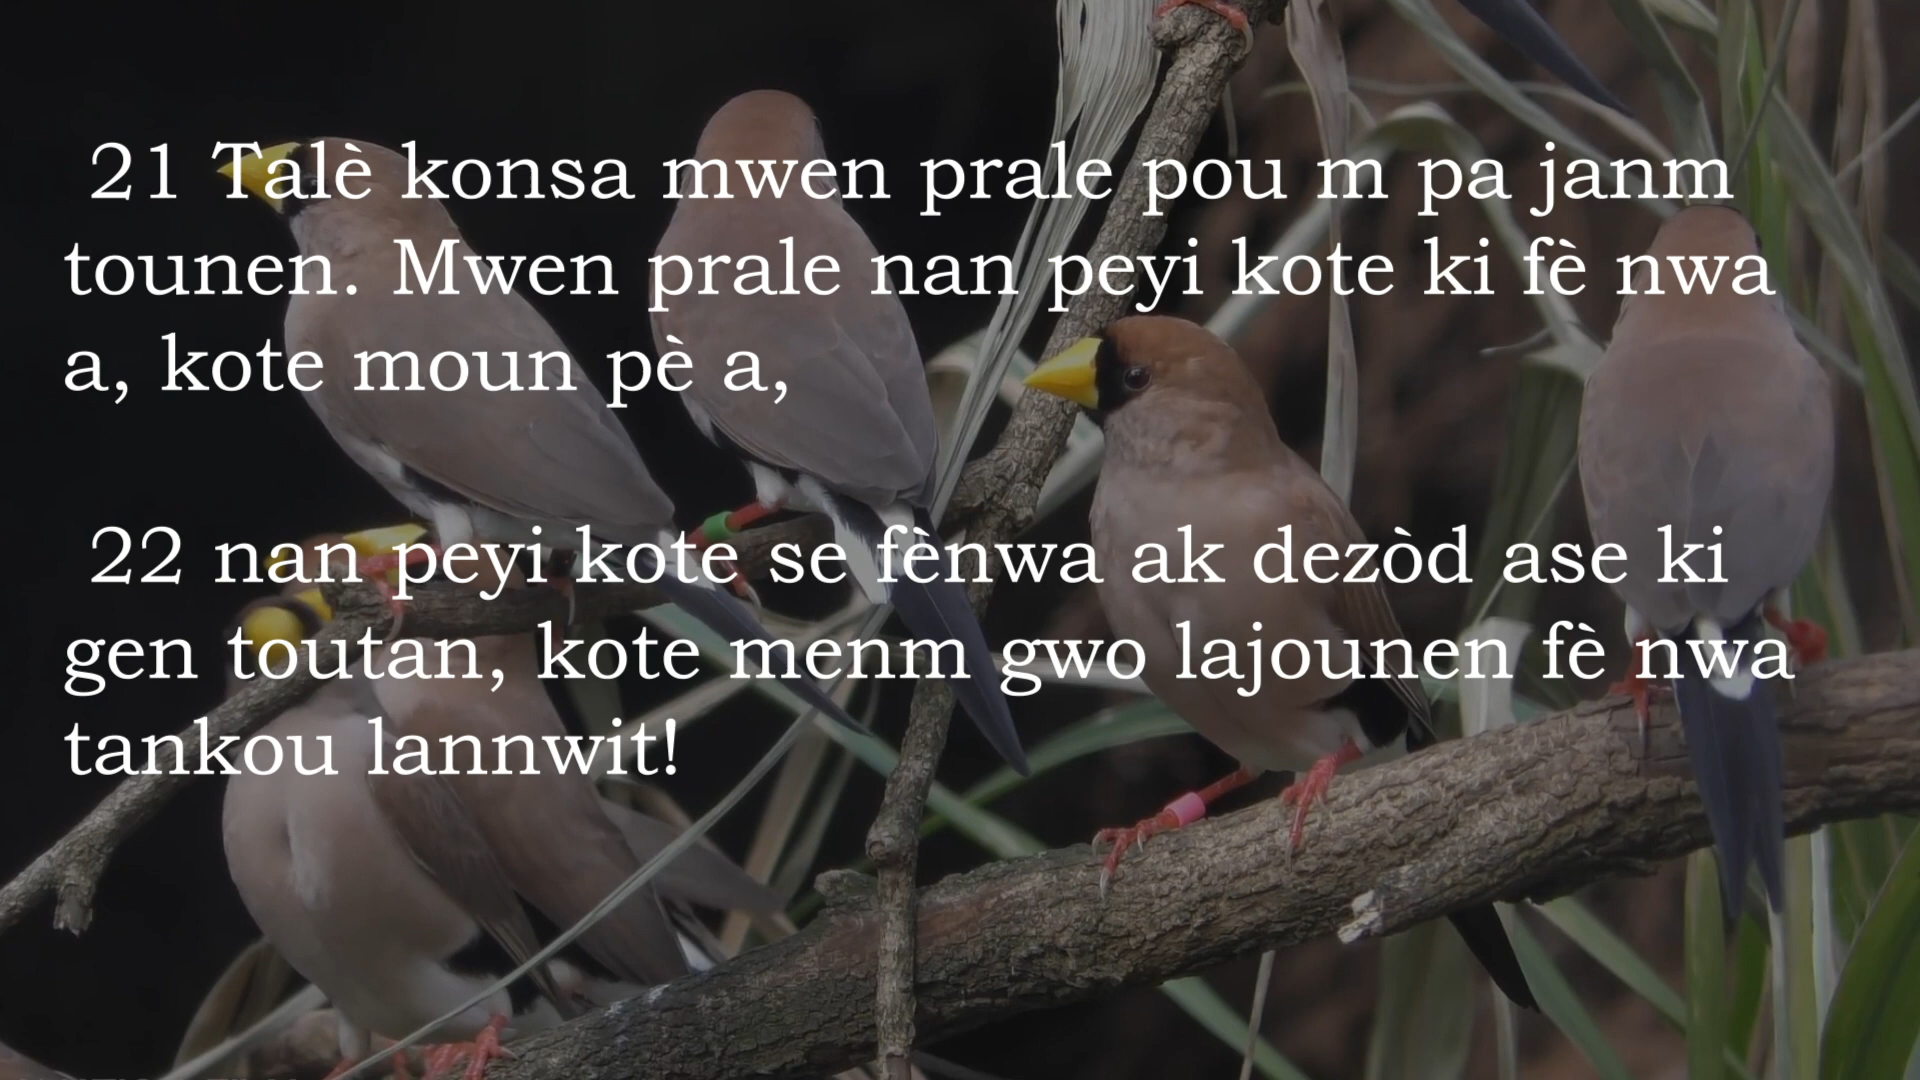 21 Talè konsa mwen prale pou m pa janm
tounen. Mwen prale nan peyi kote ki fè nwa
a, kote moun pè a,
22 nan peyi kote se fènwa ak dezòd ase ki
gen toutan, kote menm gwo lajounen fè nwa
tankou lannwit!